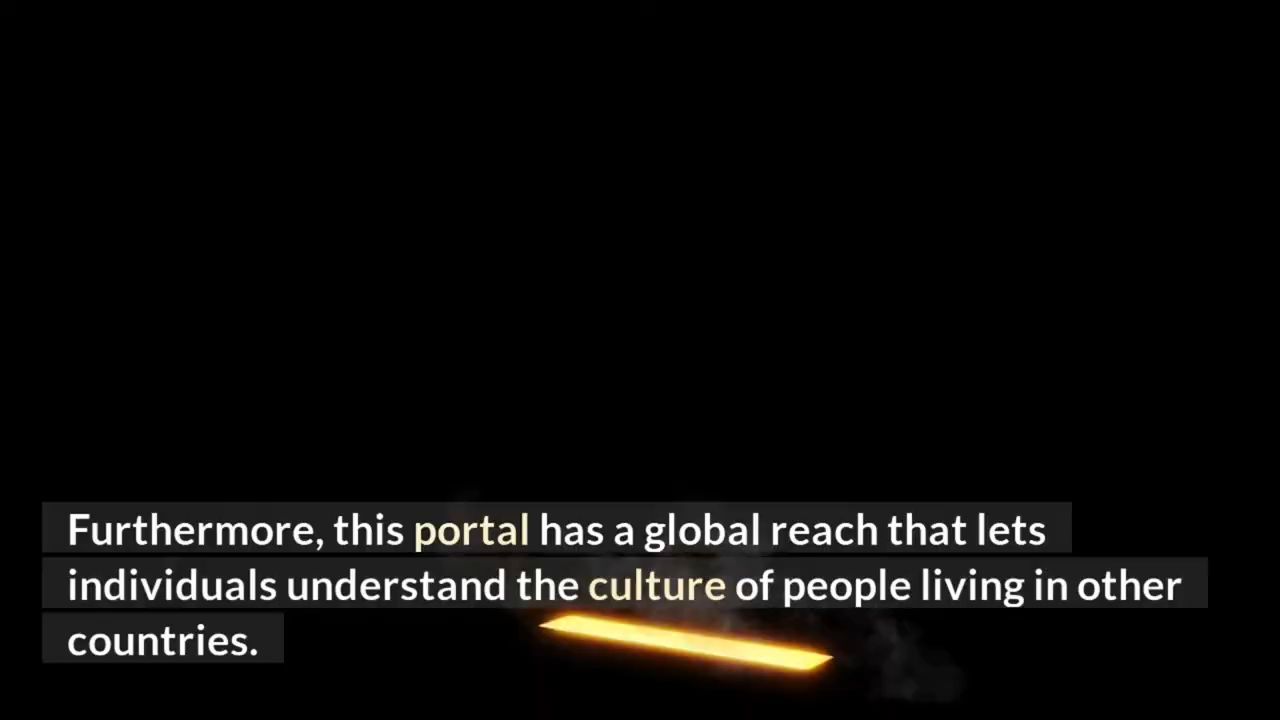 Furthermore, this portal has a global reach that lets
individuals understand the culture of people living in other
countries.